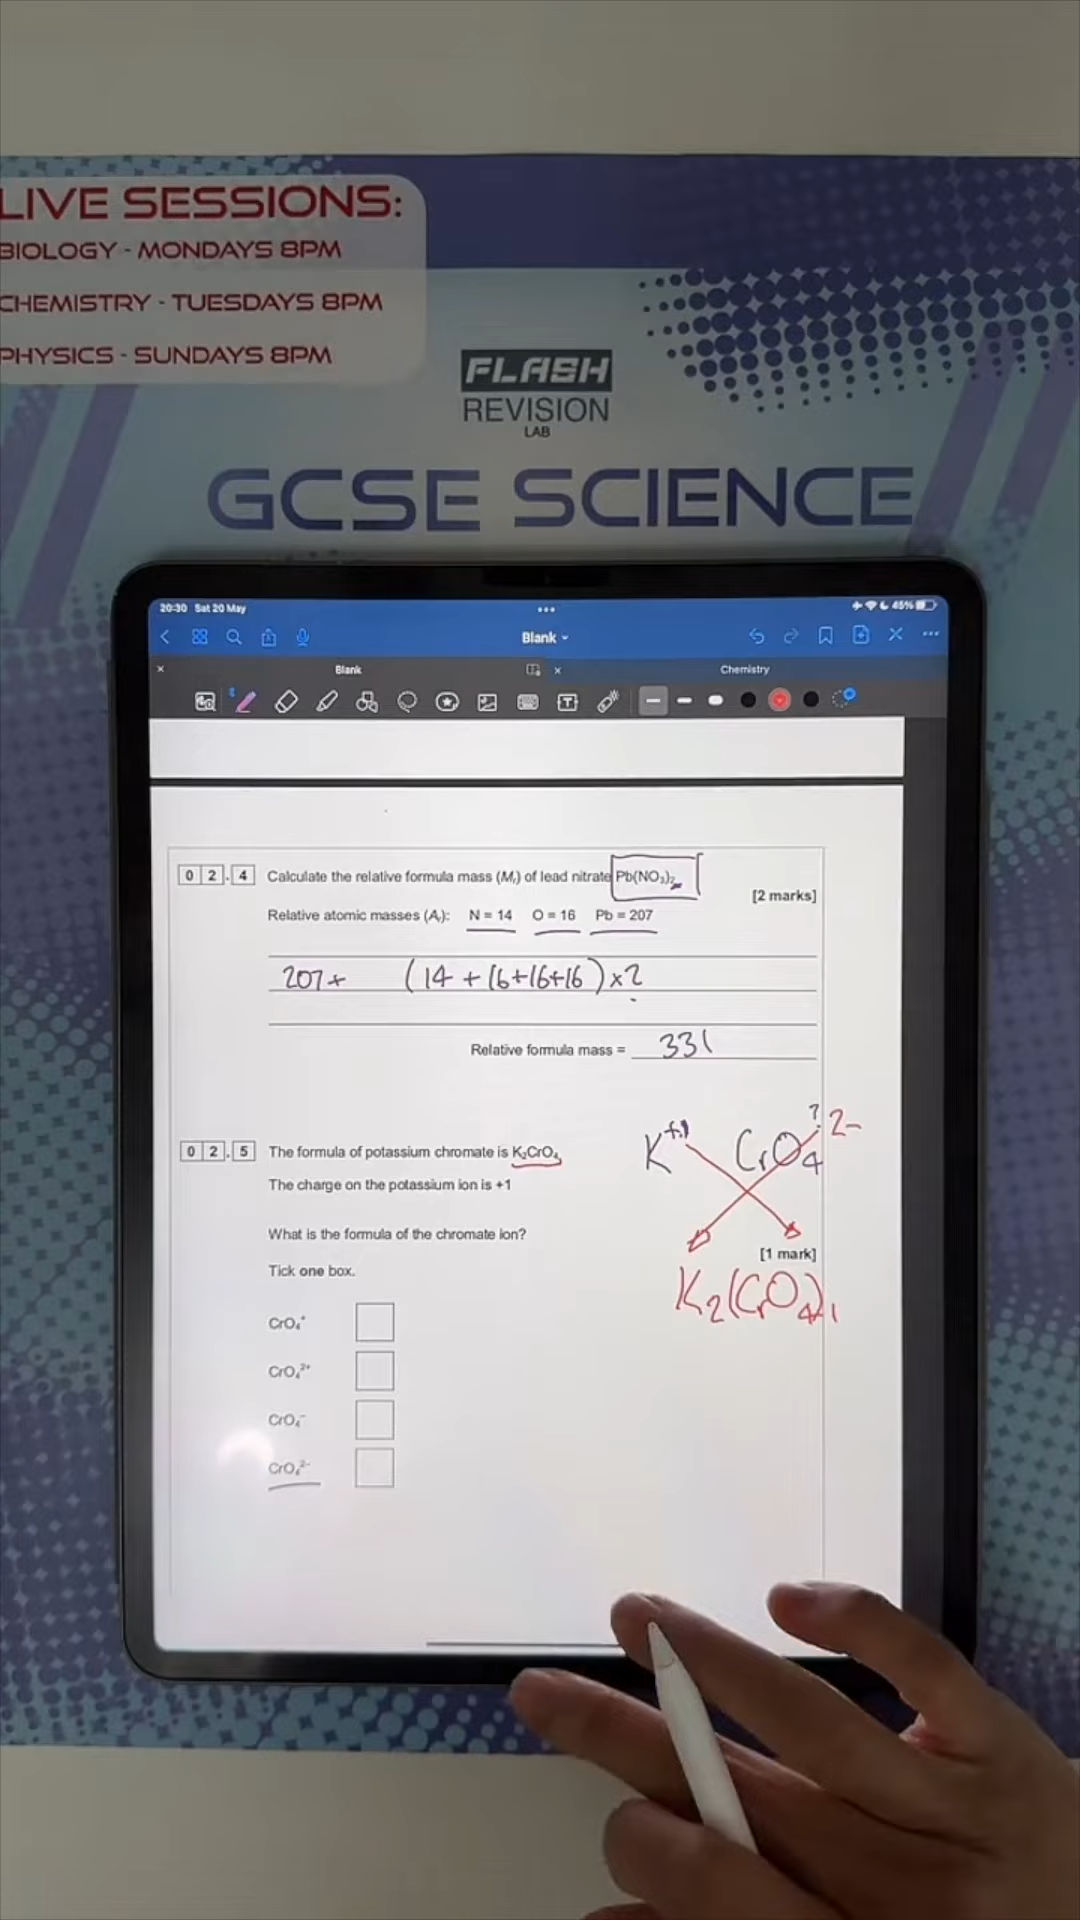 LIVE SESSIONS:
BIOLOGY - MONDAYS 8PM
CHEMISTRY - TUESDAYS 8PM
PHYSICS - SUNDAYS 8PM
FLASH
REVISION
LAB
GCSE SCIENCE
20:30 Sat 20 May
45%
Blank
Blank
Chemistry
0 2 . 4 Calculate the relative formula mass (Mᵣ) of lead nitrate Pb(NO₃)₂
[2 marks]
Relative atomic masses (Aᵣ): N = 14 O = 16 Pb = 207
207+ (14 + 16+16+16) × 2
Relative formula mass = 331
K⁺¹ CrO₄ ? 2-
0 2 . 5 The formula of potassium chromate is K₂CrO₄
The charge on the potassium ion is +1
What is the formula of the chromate ion?
[1 mark]
Tick one box.
K₂(CrO₄)₁
CrO₄⁺
CrO₄²⁺
CrO₄⁻
CrO₄²⁻